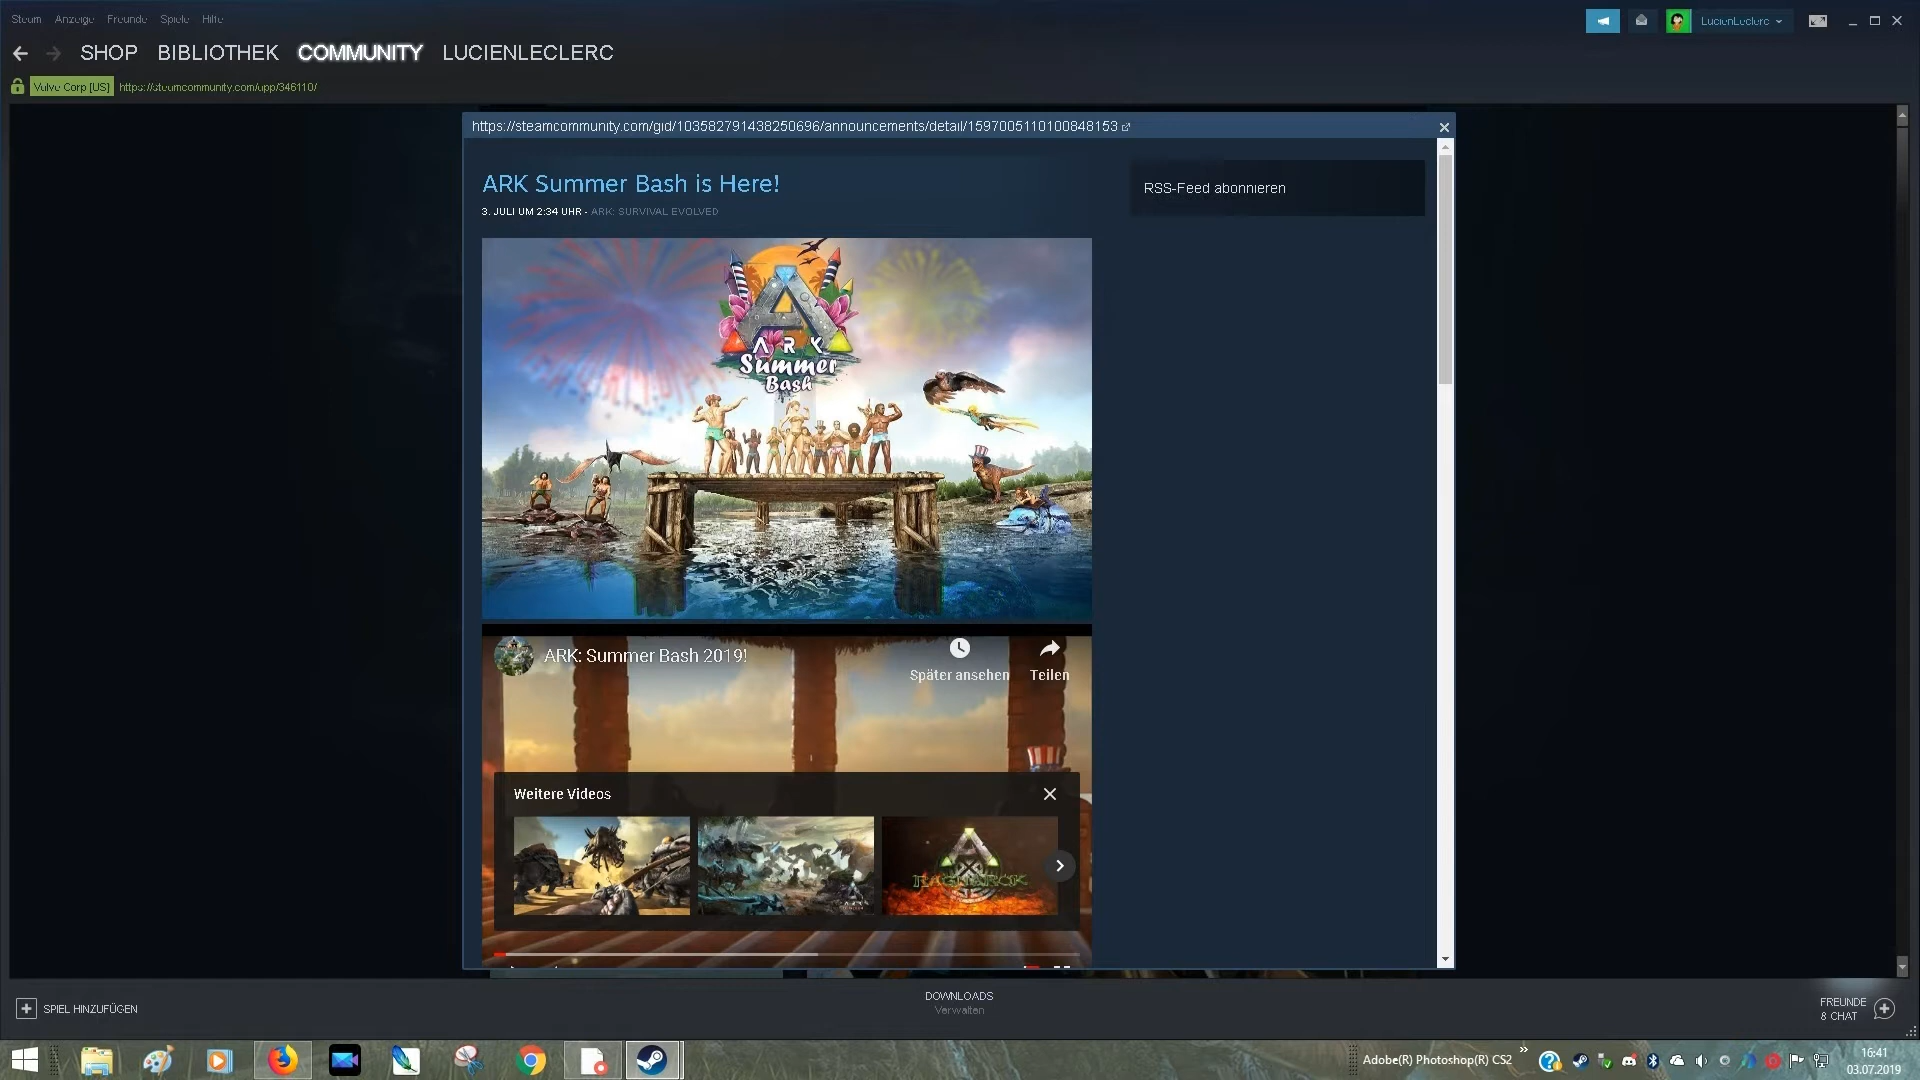 Steam Anzeige Freunde Spiele Hilfe
LucienLeclerc
SHOP BIBLIOTHEK COMMUNITY LUCIENLECLERC
Valve Corp [US] https://steamcommunity.com/app/346110/
https://steamcommunity.com/gid/103582791438250696/announcements/detail/1597005110100848153
ARK Summer Bash is Here!
RSS-Feed abonnieren
3. JULI UM 2:34 UHR - ARK: SURVIVAL EVOLVED
ARK
Summer
Bash
ARK: Summer Bash 2019!
Später ansehen
Teilen
Weitere Videos
RAGNAROK
SPIEL HINZUFÜGEN
DOWNLOADS
Verwalten
FREUNDE
& CHAT
Adobe(R) Photoshop(R) CS2
16:41
03.07.2019